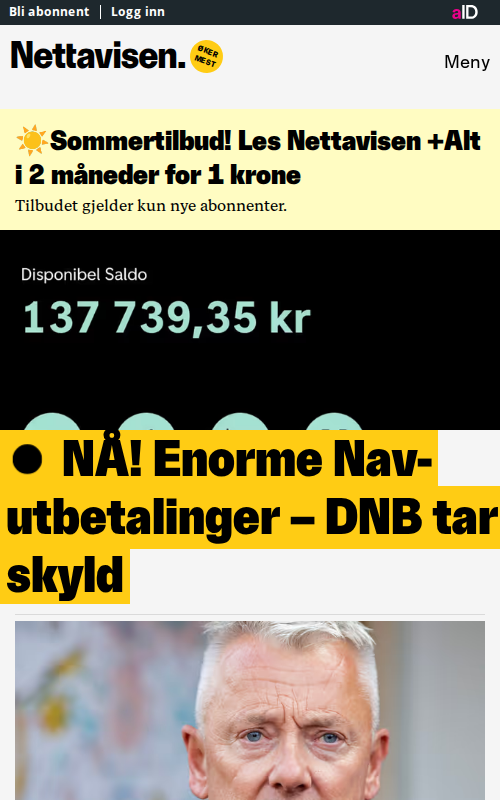 Bli abonnent | Logg inn
aID
Nettavisen.
ØKER
MEST
Meny
☀️Sommertilbud! Les Nettavisen +Alt
i 2 måneder for 1 krone
Tilbudet gjelder kun nye abonnenter.
Disponibel Saldo
137 739,35 kr
● NÅ! Enorme Nav-
utbetalinger – DNB tar
skyld